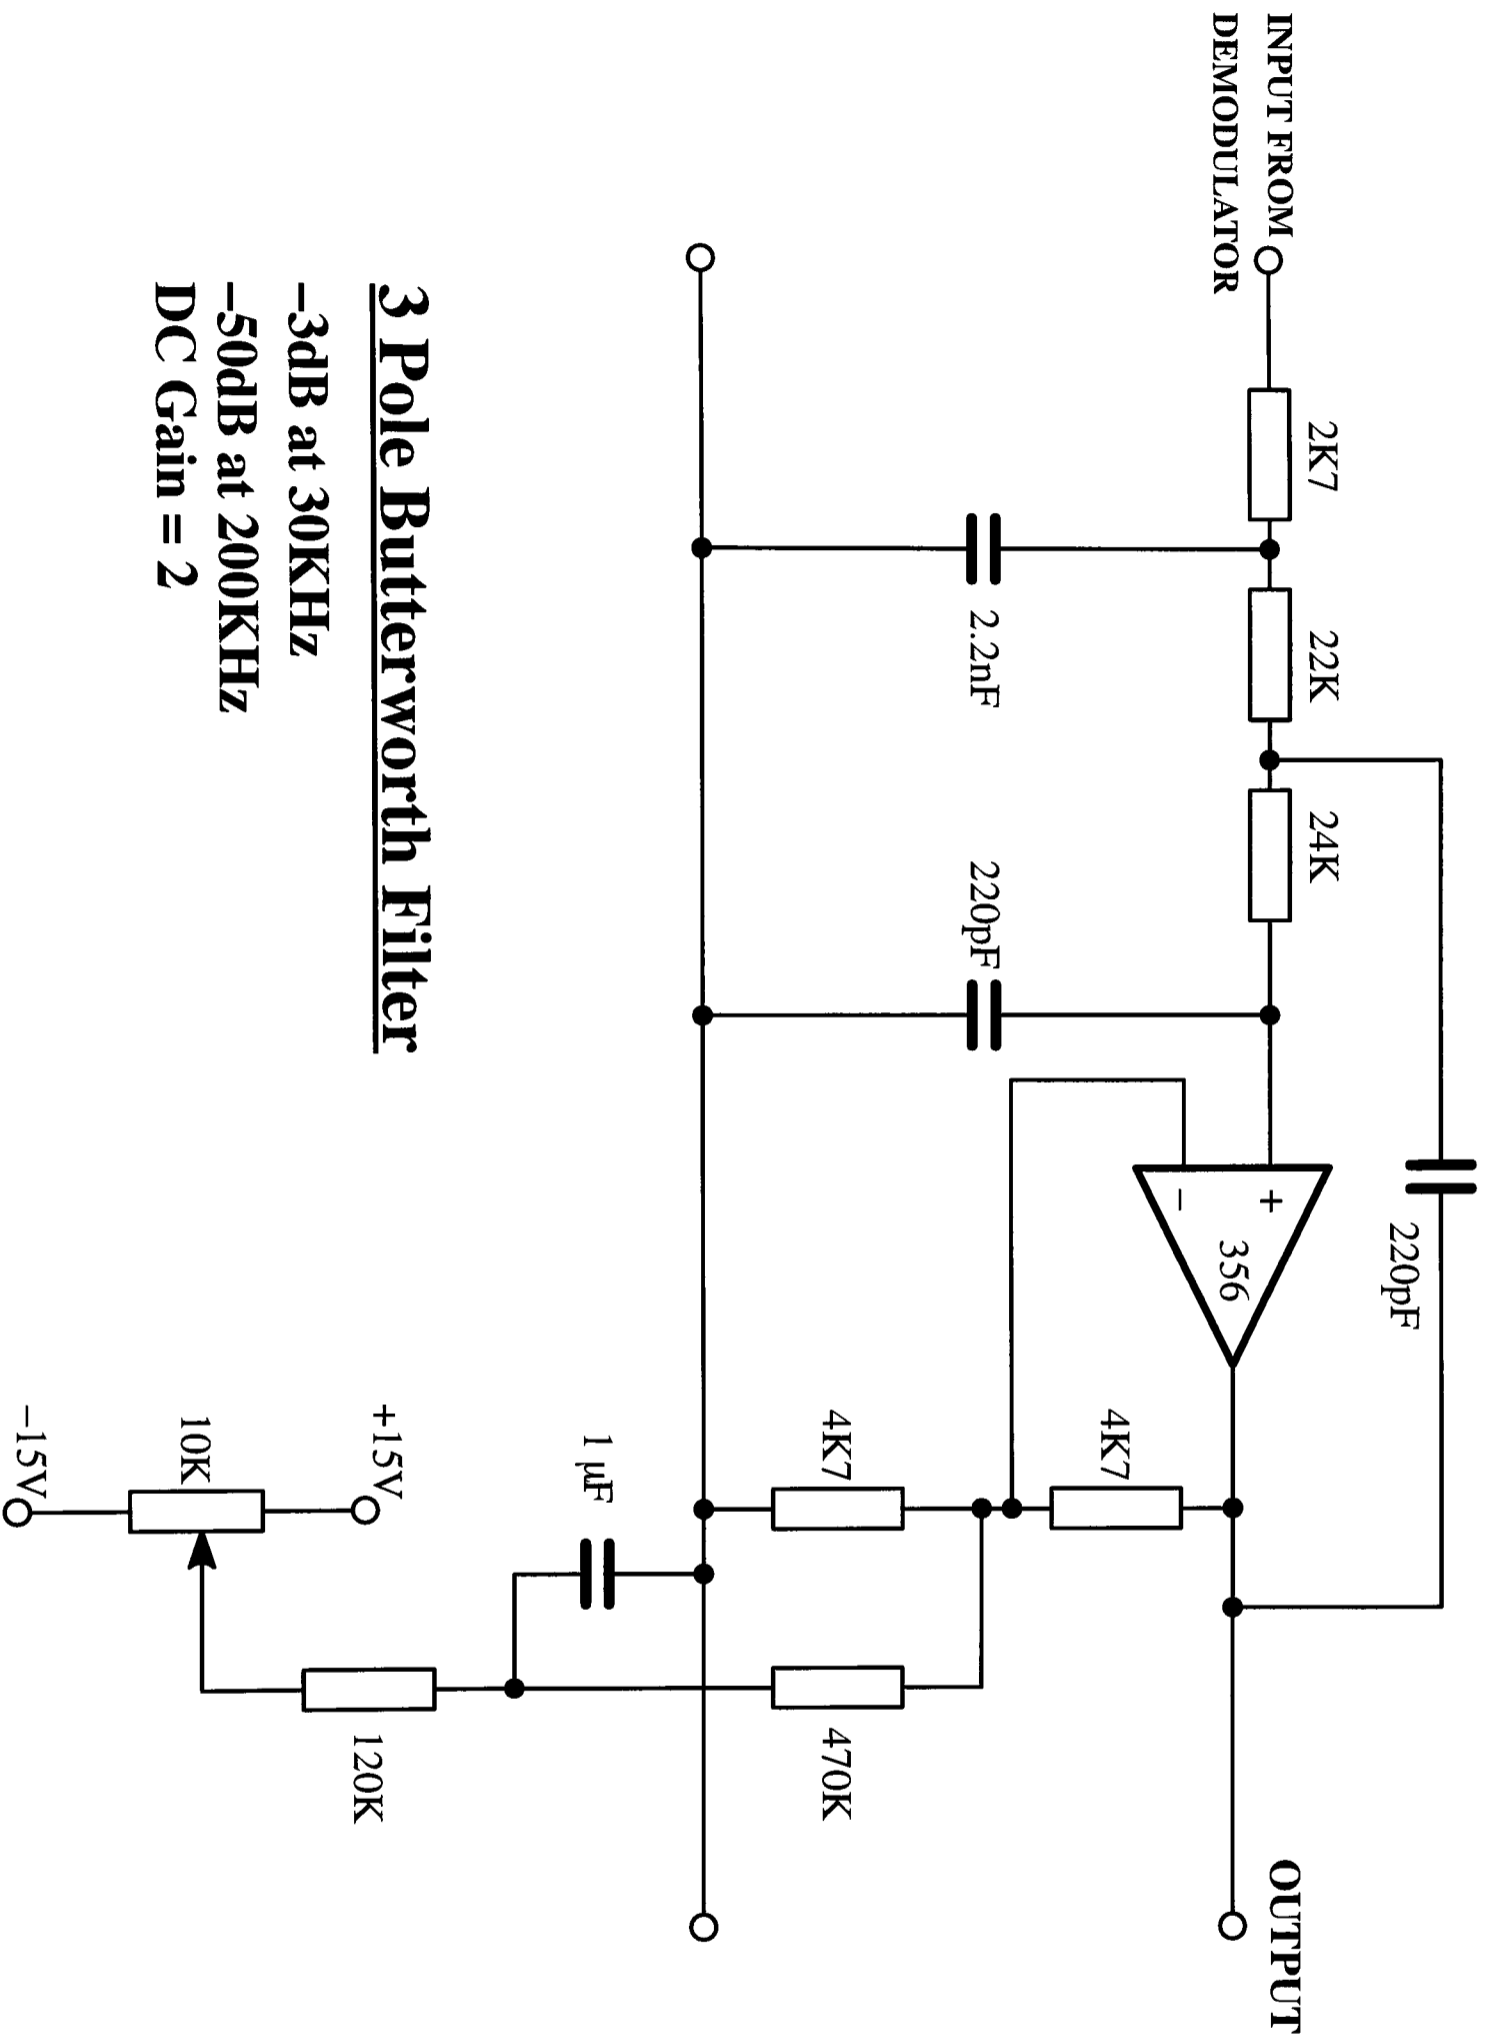 INPUT FROM
DEMODULATOR
2K7
22K
24K
2.2nF
220pF
220pF
+
−
356
4K7
4K7
470K
1 µF
120K
+15V
10K
−15V
OUTPUT
3 Pole Butterworth Filter
−3dB at 30KHz
−50dB at 200KHz
DC Gain = 2